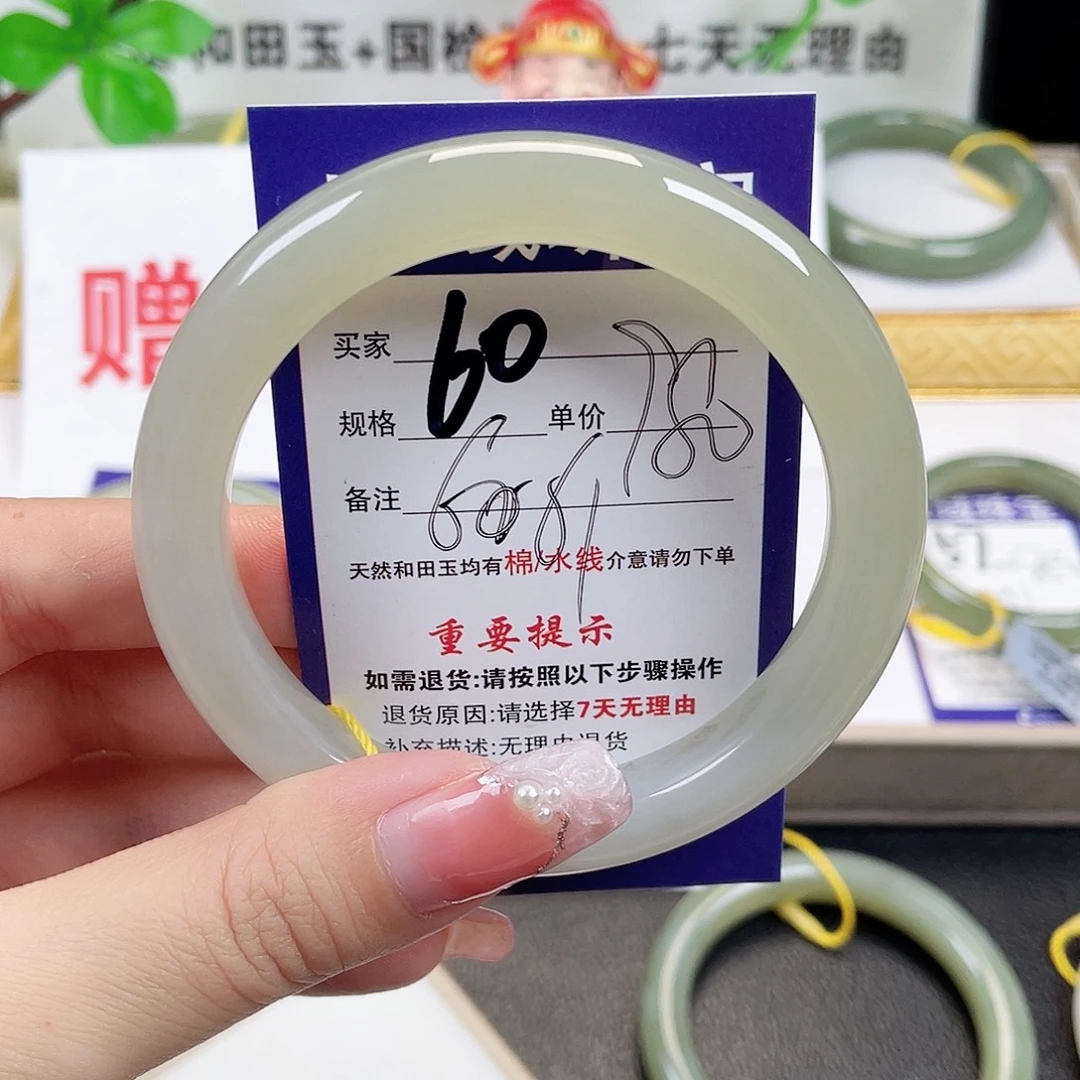 和田玉+国检 七天无理由
赠
买家
60
规格 单价
备注
天然和田玉均有棉/水线介意请勿下单
重要提示
如需退货:请按照以下步骤操作
退货原因:请选择7天无理由
补充描述:无理由退货